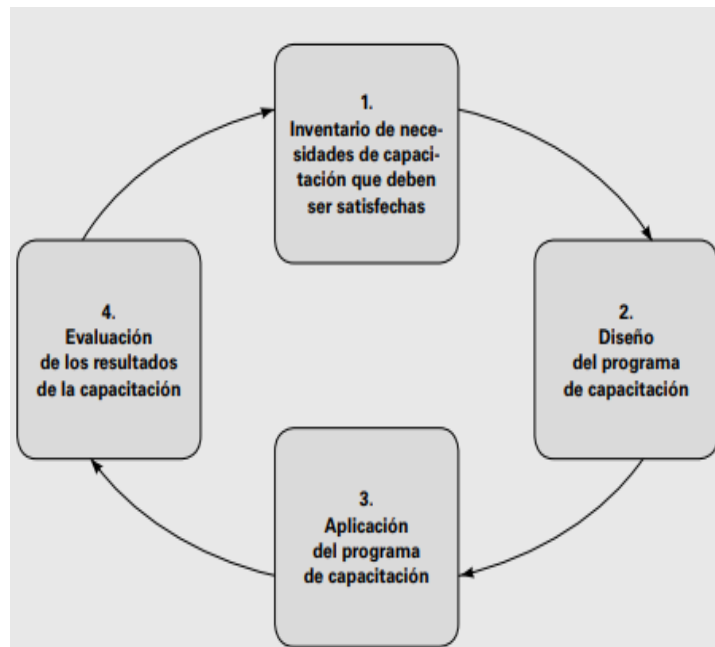 1.
Inventario de nece-
sidades de capaci-
tación que deben
ser satisfechas
2.
Diseño
del programa
de capacitación
3.
Aplicación
del programa
de capacitación
4.
Evaluación
de los resultados
de la capacitación